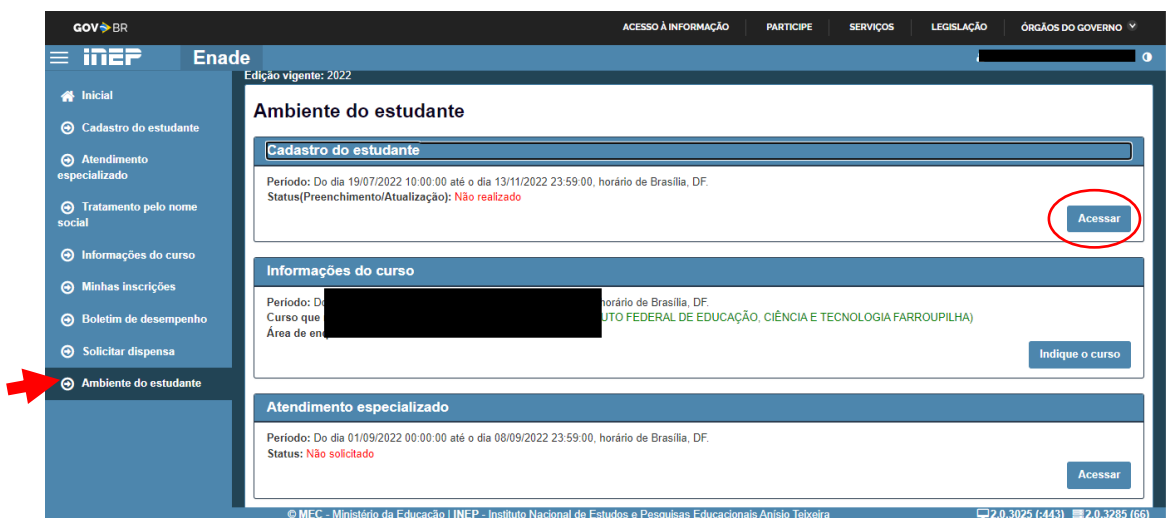 GOV BR ACESSO À INFORMAÇÃO PARTICIPE SERVIÇOS LEGISLAÇÃO ÓRGÃOS DO GOVERNO
inep Enade
Edição vigente: 2022
Inicial
Cadastro do estudante
Atendimento
especializado
Tratamento pelo nome
social
Informações do curso
Minhas inscrições
Boletim de desempenho
Solicitar dispensa
Ambiente do estudante
Ambiente do estudante
Cadastro do estudante
Período: Do dia 19/07/2022 10:00:00 até o dia 13/11/2022 23:59:00, horário de Brasília, DF.
Status(Preenchimento/Atualização): Não realizado
Acessar
Informações do curso
Período: horário de Brasília, DF.
Curso que FEDERAL DE EDUCAÇÃO, CIÊNCIA E TECNOLOGIA FARROUPILHA)
Área de
Indique o curso
Atendimento especializado
Período: Do dia 01/09/2022 00:00:00 até o dia 08/09/2022 23:59:00, horário de Brasília, DF.
Status: Não solicitado
Acessar
© MEC - Ministério da Educação | INEP - Instituto Nacional de Estudos e Pesquisas Educacionais Anísio Teixeira 2.0.3025 (:443) 2.0.3285 (66)